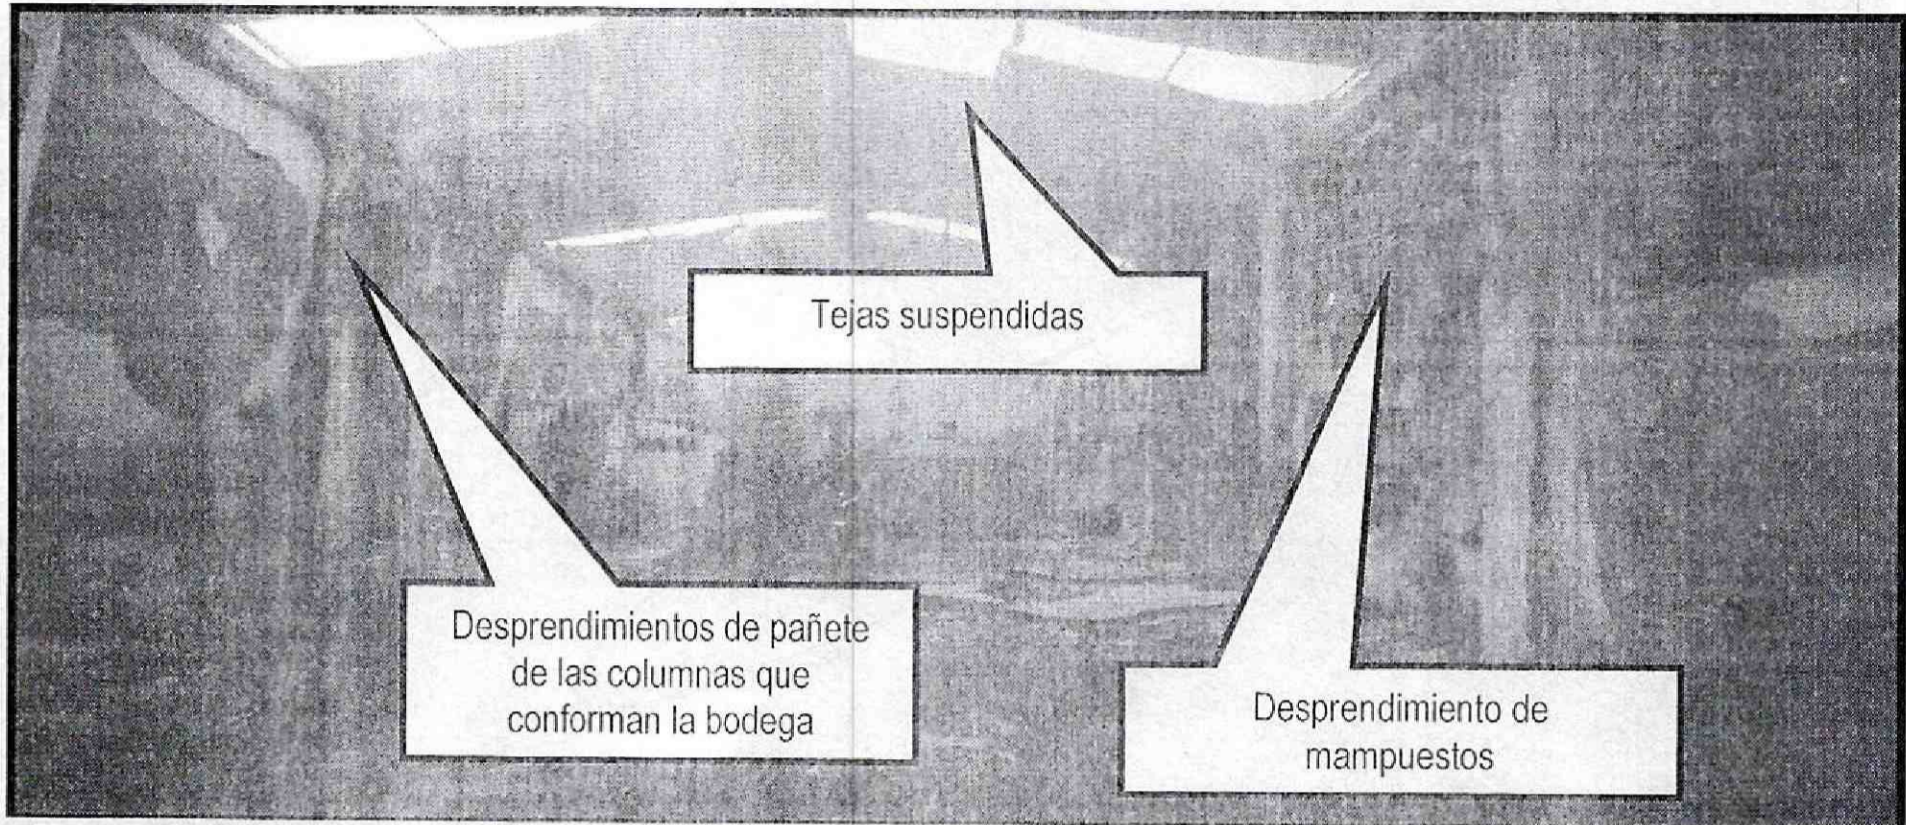 Tejas suspendidas
Desprendimientos de pañete
de las columnas que
conforman la bodega
Desprendimiento de
mampuestos